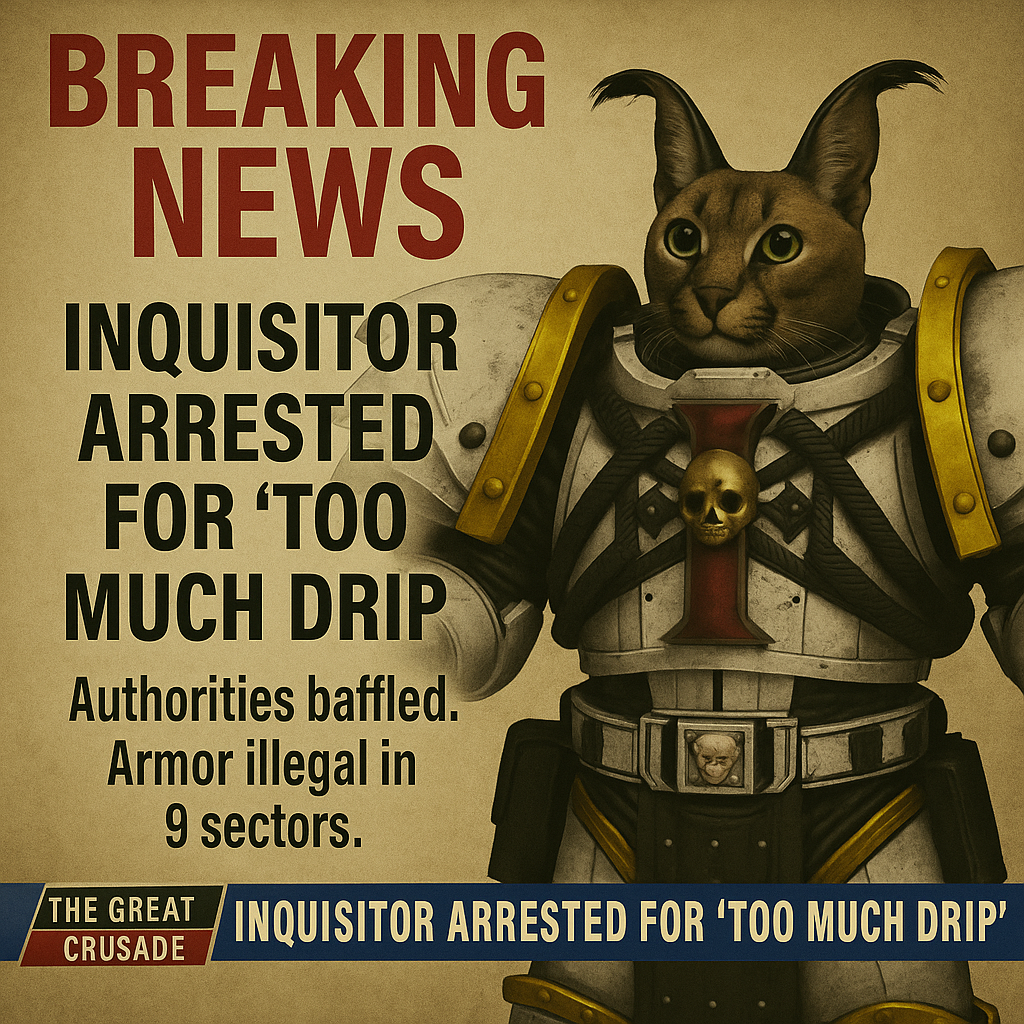 BREAKING
NEWS
INQUISITOR
ARRESTED
FOR ‘TOO
MUCH DRIP
Authorities baffled.
Armor illegal in
9 sectors.
THE GREAT
CRUSADE
INQUISITOR ARRESTED FOR ‘TOO MUCH DRIP’